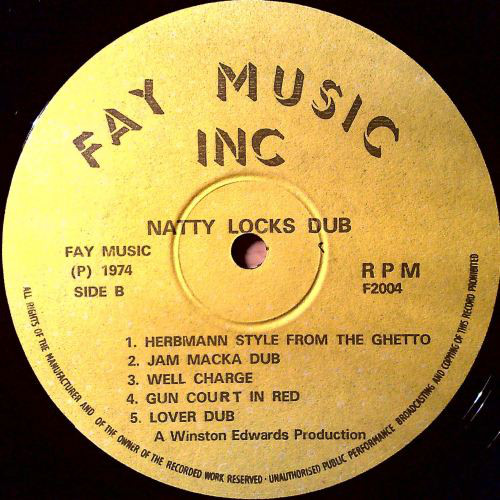 FAY MUSIC
INC
NATTY LOCKS DUB
FAY MUSIC
(P) 1974
SIDE B
RPM
F2004
1. HERBMANN STYLE FROM THE GHETTO
2. JAM MACKA DUB
3. WELL CHARGE
4. GUN COURT IN RED
5. LOVER DUB
A Winston Edwards Production
ALL RIGHTS OF THE MANUFACTURER AND OF THE OWNER OF THE RECORDED WORK RESERVED · UNAUTHORISED PUBLIC PERFORMANCE BROADCASTING AND COPYING OF THIS RECORD PROHIBITED